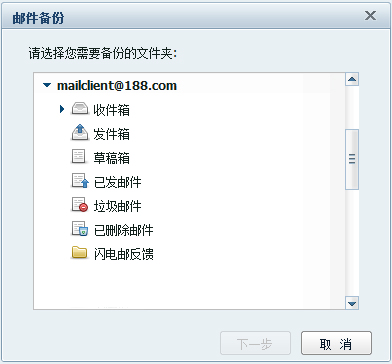 邮件备份
请选择您需要备份的文件夹:
mailclient@188.com
收件箱
发件箱
草稿箱
已发邮件
垃圾邮件
已删除邮件
闪电邮反馈
下一步
取 消